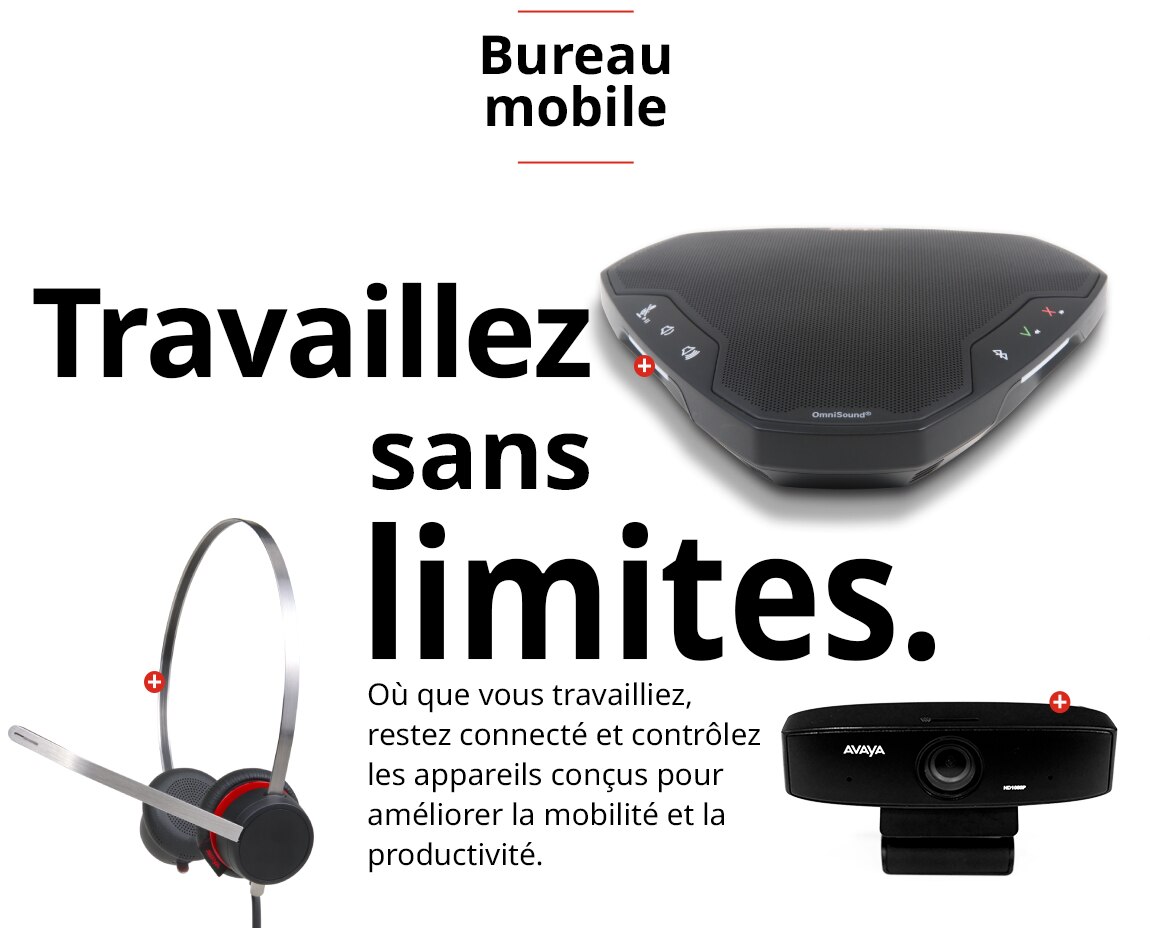 Bureau
mobile
Travaillez
sans
limites.
OmniSound®
Où que vous travailliez,
restez connecté et contrôlez
les appareils conçus pour
améliorer la mobilité et la
productivité.
AVAYA
HD1080P